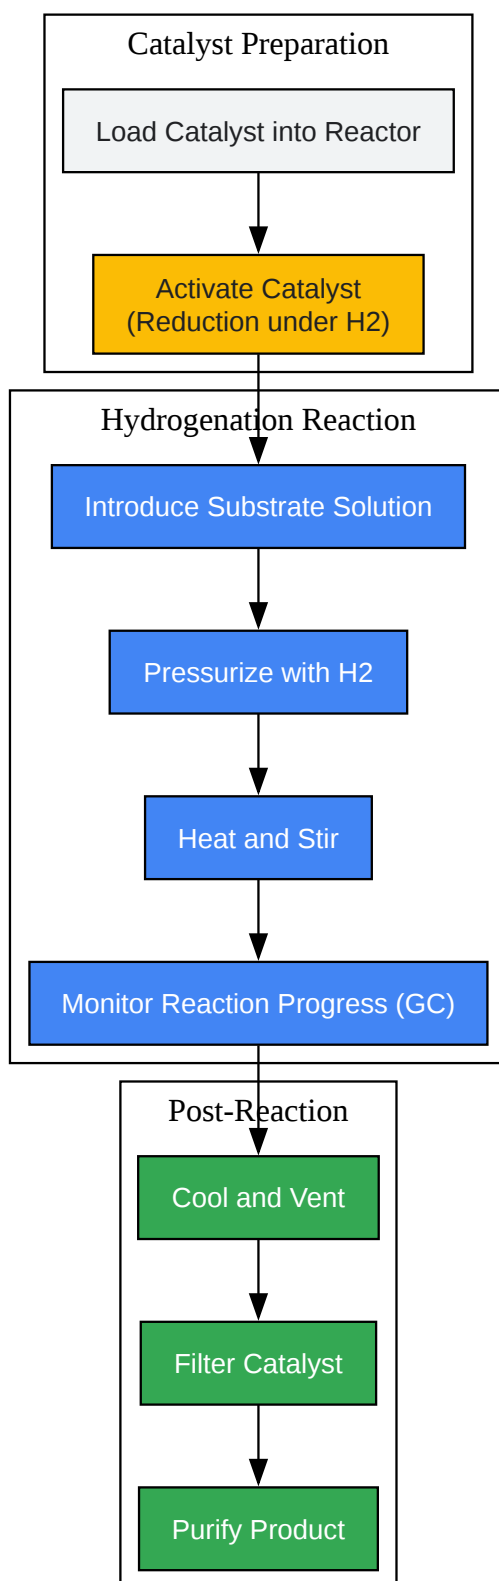 Catalyst Preparation
Load Catalyst into Reactor
Activate Catalyst
(Reduction under H2)
Hydrogenation Reaction
Introduce Substrate Solution
Pressurize with H2
Heat and Stir
Monitor Reaction Progress (GC)
Post-Reaction
Cool and Vent
Filter Catalyst
Purify Product